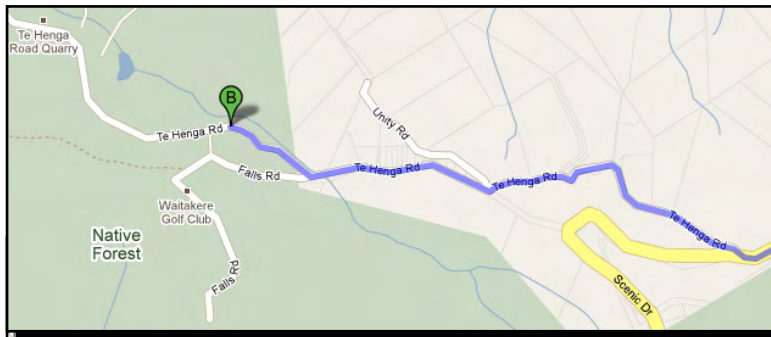 Te Henga
Road Quarry
B
Unity Rd
Te Henga Rd
Te Henga Rd
Falls Rd
Te Henga Rd
Waitakere
Golf Club
Te Henga Rd
Native
Forest
Falls Rd
Scenic Dr